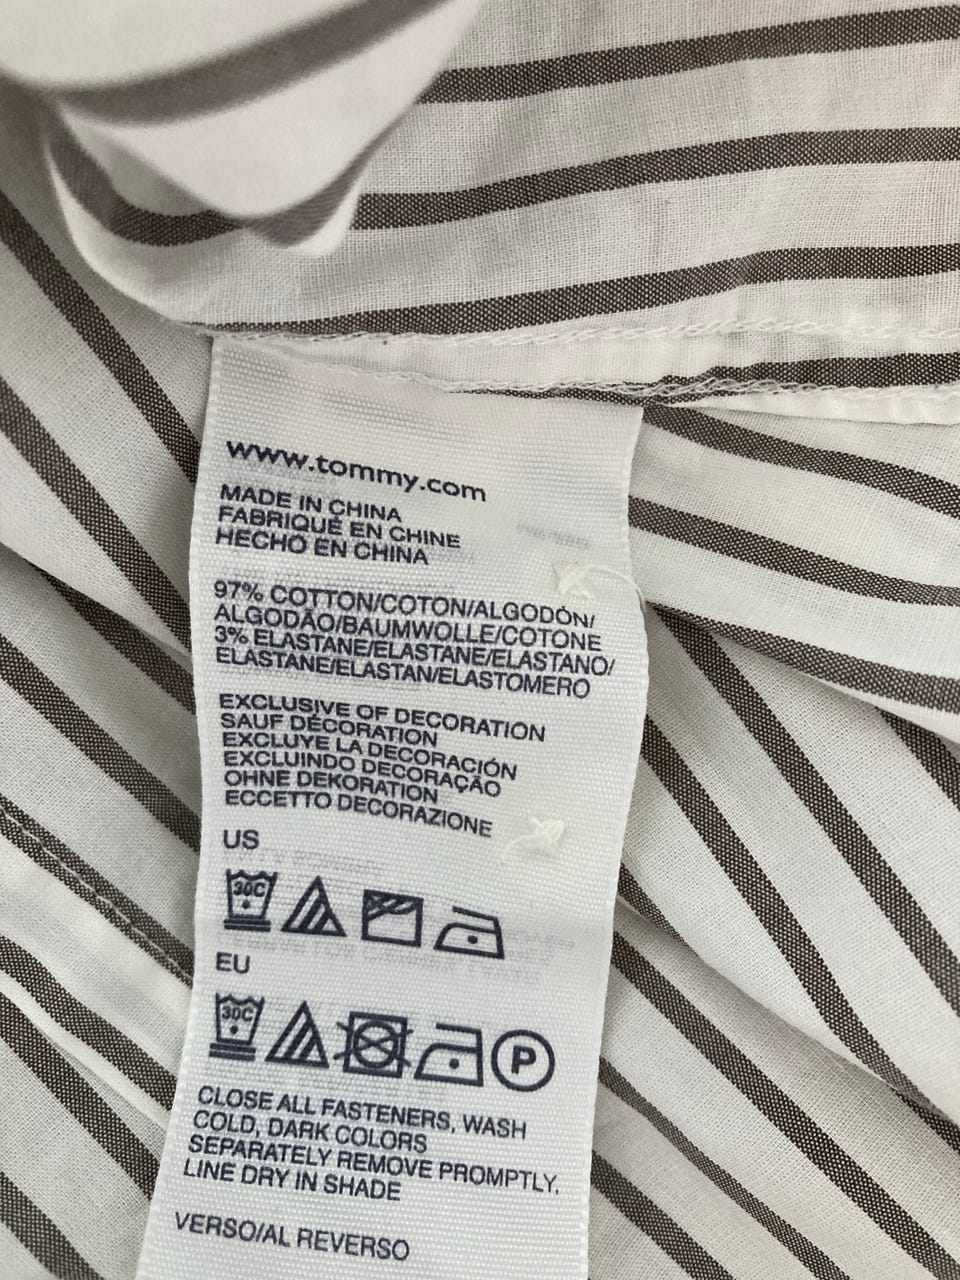 www.tommy.com
MADE IN CHINA
FABRIQUÉ EN CHINE
HECHO EN CHINA
97% COTTON/COTON/ALGODÓN/
ALGODÃO/BAUMWOLLE/COTONE
3% ELASTANE/ELASTANE/ELASTANO/
ELASTANE/ELASTAN/ELASTOMERO
EXCLUSIVE OF DECORATION
SAUF DÉCORATION
EXCLUYE LA DECORACIÓN
EXCLUINDO DECORAÇÃO
OHNE DEKORATION
ECCETTO DECORAZIONE
US
30C
EU
30C P
CLOSE ALL FASTENERS, WASH
COLD, DARK COLORS
SEPARATELY REMOVE PROMPTLY,
LINE DRY IN SHADE
VERSO/AL REVERSO